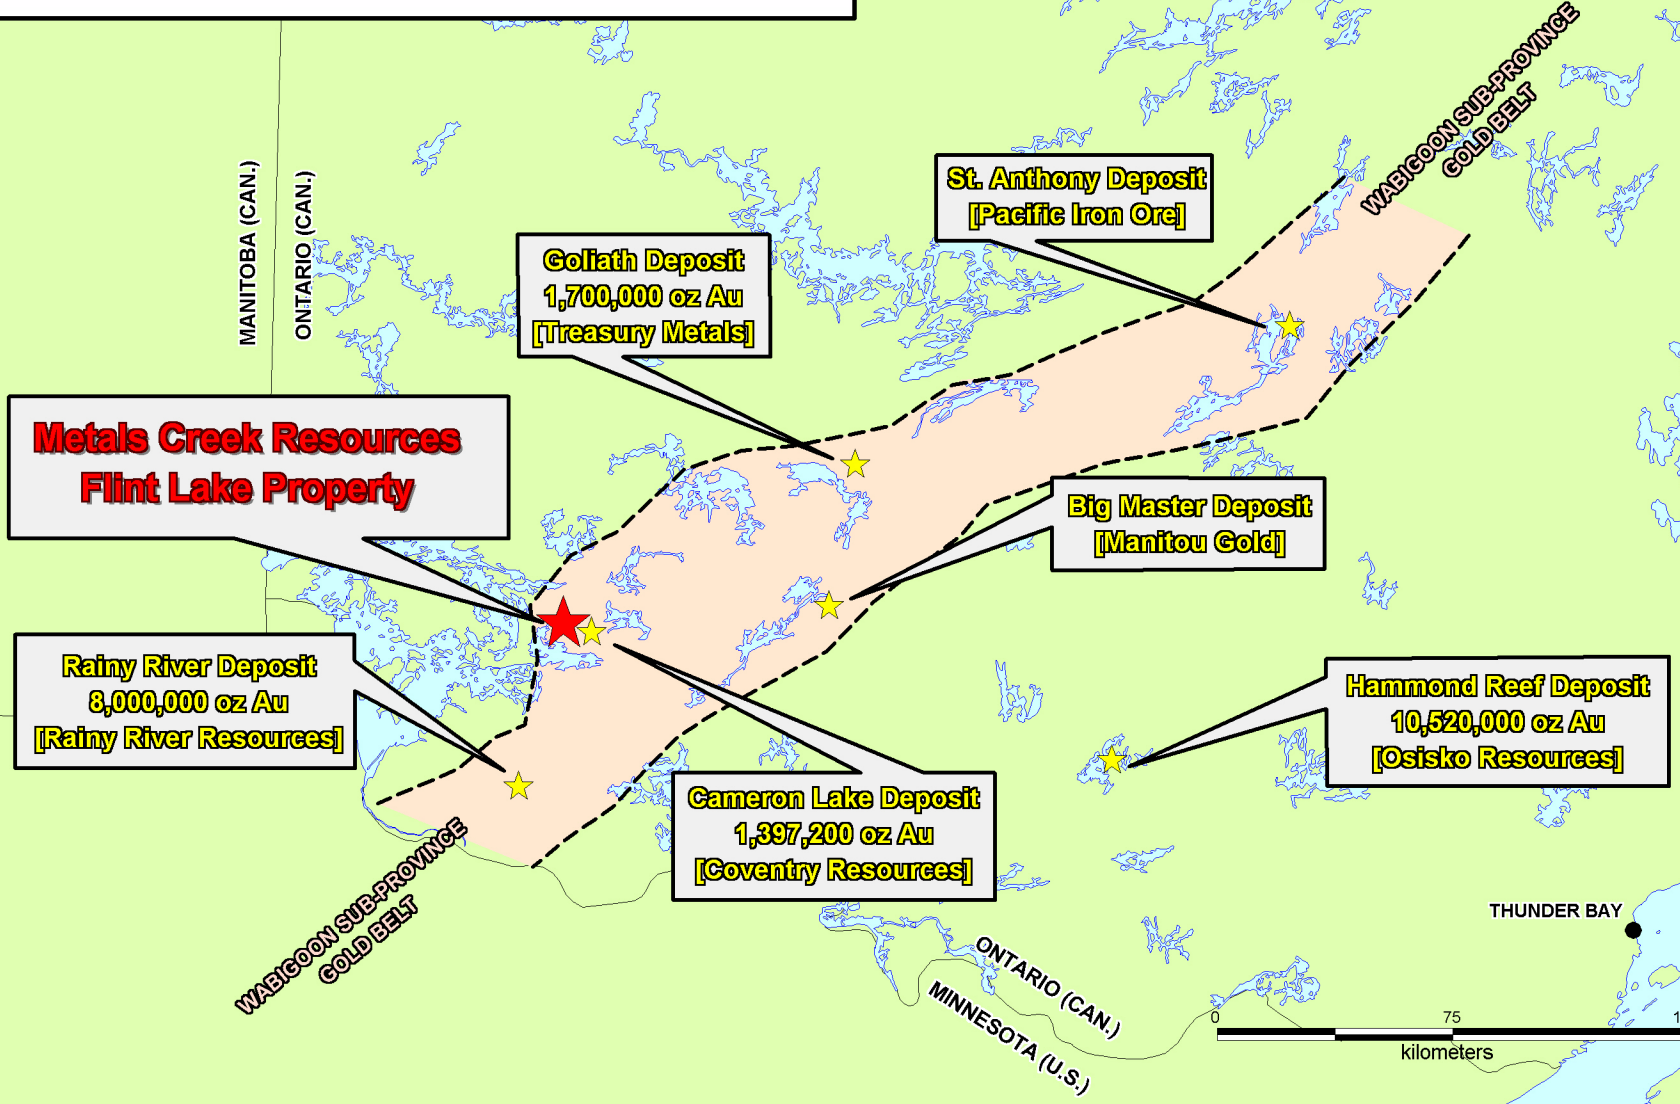 WABIGOON SUB-PROVINCE
GOLD BELT
MANITOBA (CAN.)
ONTARIO (CAN.)
St. Anthony Deposit
[Pacific Iron Ore]
Goliath Deposit
1,700,000 oz Au
[Treasury Metals]
Metals Creek Resources
Flint Lake Property
Big Master Deposit
[Manitou Gold]
Rainy River Deposit
8,000,000 oz Au
[Rainy River Resources]
Hammond Reef Deposit
10,520,000 oz Au
[Osisko Resources]
Cameron Lake Deposit
1,397,200 oz Au
[Coventry Resources]
WABIGOON SUB-PROVINCE
GOLD BELT
THUNDER BAY
ONTARIO (CAN.)
MINNESOTA (U.S.)
0 75
kilometers